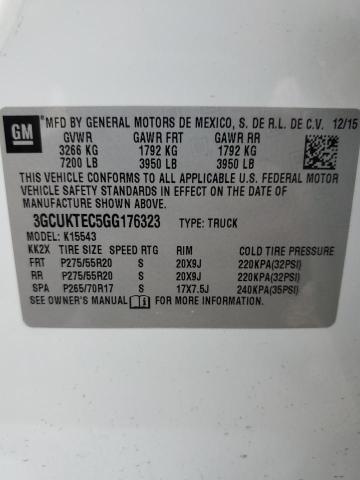 GM ®MFD BY GENERAL MOTORS DE MEXICO, S. DE R.L. DE C.V. 12/15
GVWR GAWR FRT GAWR RR
3266 KG 1792 KG 1792 KG
7200 LB 3950 LB 3950 LB
THIS VEHICLE CONFORMS TO ALL APPLICABLE U.S. FEDERAL MOTOR
VEHICLE SAFETY STANDARDS IN EFFECT ON THE DATE OF
MANUFACTURE SHOWN ABOVE.
3GCUKTEC5GG176323 TYPE: TRUCK
MODEL: K15543
KK2X TIRE SIZE SPEED RTG RIM COLD TIRE PRESSURE
FRT P275/55R20 S 20X9J 220KPA(32PSI)
RR P275/55R20 S 20X9J 220KPA(32PSI)
SPA P265/70R17 S 17X7.5J 240KPA(35PSI)
SEE OWNER'S MANUAL FOR MORE INFORMATION.